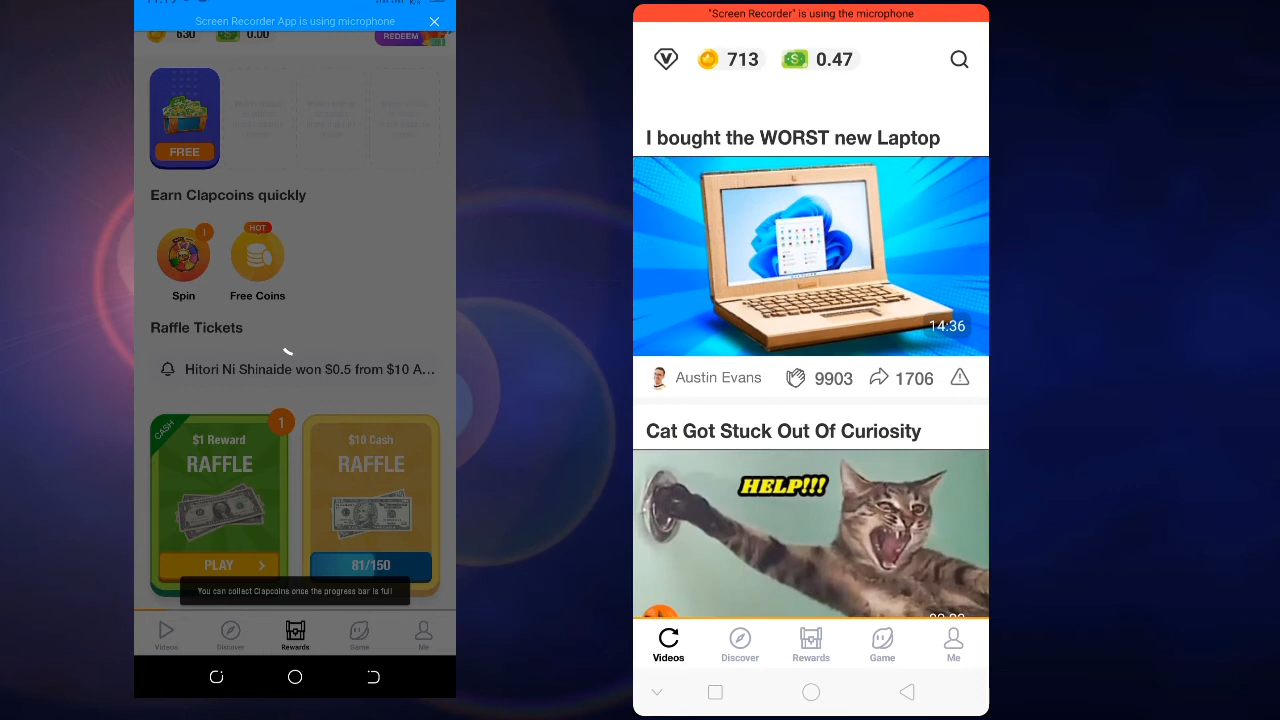 Screen Recorder App is using microphone
630
0.00
REDEEM
FREE
Earn Clapcoins quickly
HOT
Spin
Free Coins
Raffle Tickets
Hitori Ni Shinaide won $0.5 from $10 A...
CASH
1
$1 Reward
RAFFLE
PLAY
$10 Cash
RAFFLE
81/150
You can collect Clapcoins once the progress bar is full
Videos
Discover
Rewards
Game
Me
"Screen Recorder" is using the microphone
713
0.47
I bought the WORST new Laptop
14:36
Austin Evans
9903
1706
Cat Got Stuck Out Of Curiosity
HELP!!!
Videos
Discover
Rewards
Game
Me